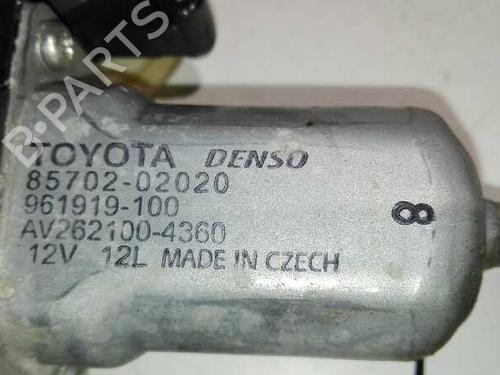 B-PARTS
TOYOTA DENSO
85702-02020
961919-100
AV262100-4360
12V 12L MADE IN CZECH
8